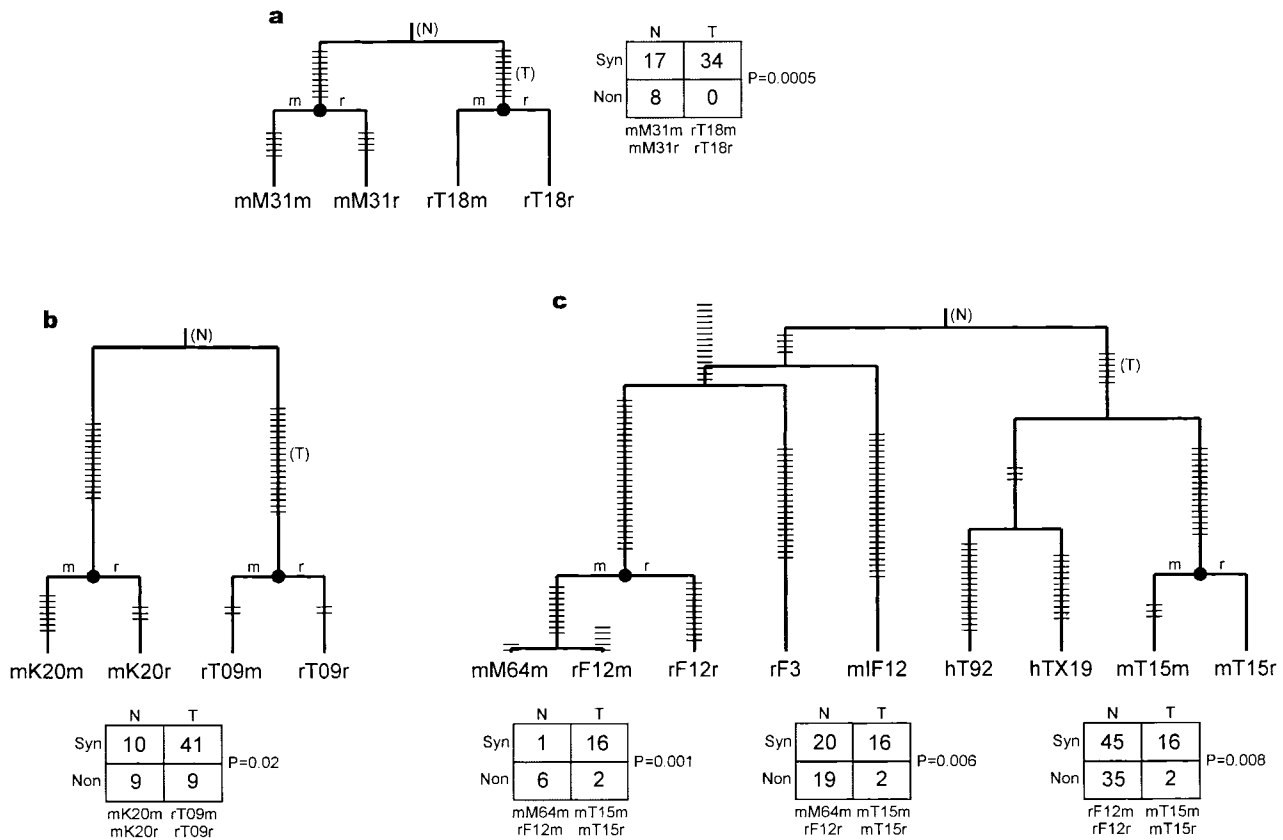 a
(N)
(T)
m r m r
mM31m mM31r rT18m rT18r
N T
Syn 17 34
Non 8 0
P=0.0005
mM31m rT18m
mM31r rT18r
b
(N)
(T)
m r m r
mK20m mK20r rT09m rT09r
N T
Syn 10 41
Non 9 9
P=0.02
mK20m rT09m
mK20r rT09r
c
(N)
(T)
m r m r
mM64m rF12m rF12r rF3 mIF12 hT92 hTX19 mT15m mT15r
N T
Syn 1 16
Non 6 2
P=0.001
mM64m mT15m
rF12m mT15r
N T
Syn 20 16
Non 19 2
P=0.006
mM64m mT15m
rF12r mT15r
N T
Syn 45 16
Non 35 2
P=0.008
rF12m mT15m
rF12r mT15r